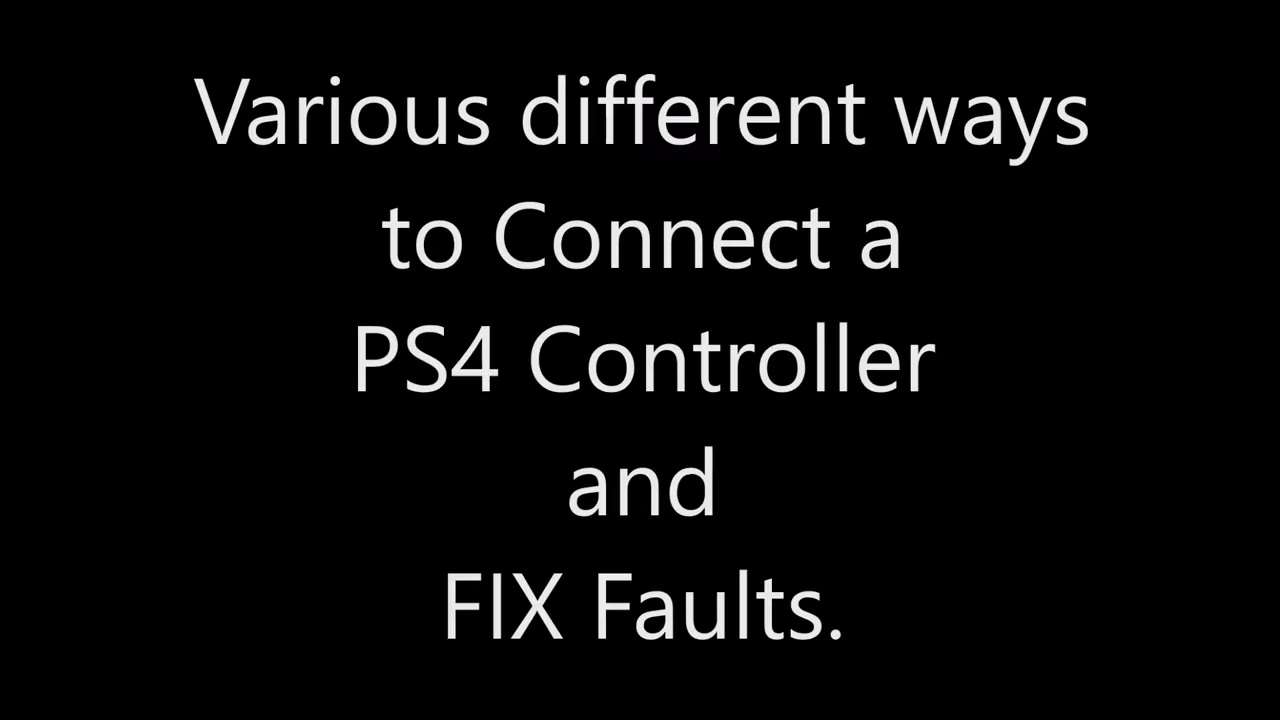 Various different ways
to Connect a
PS4 Controller
and
FIX Faults.